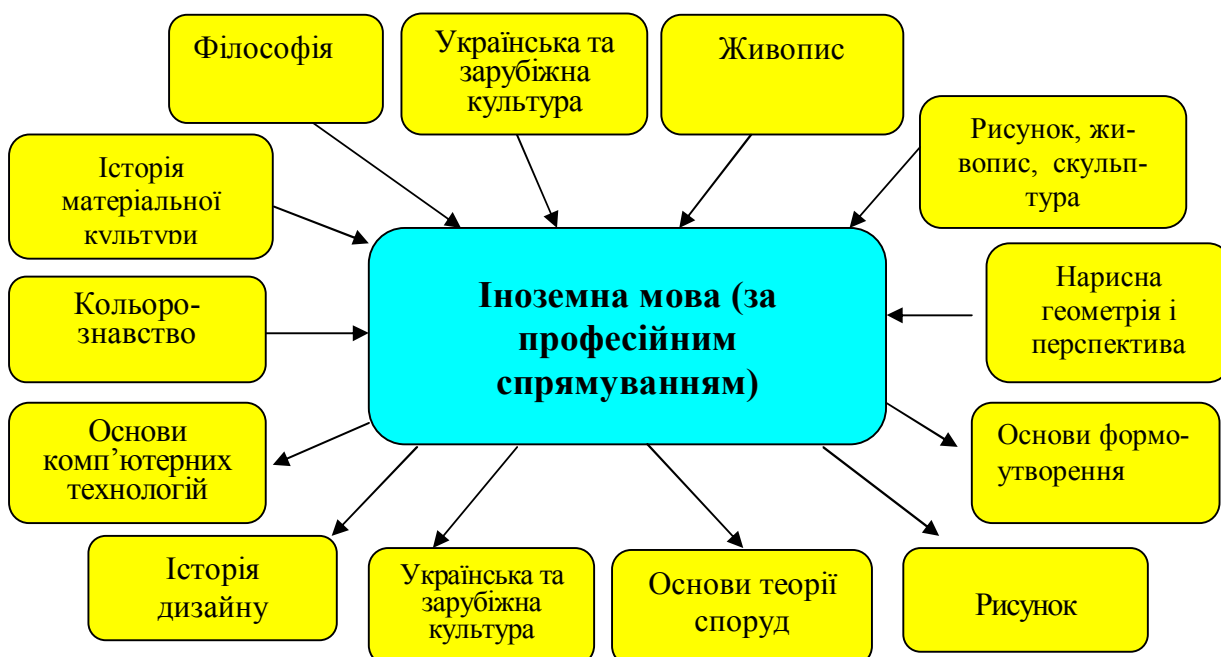 Філософія
Українська та
зарубіжна
культура
Живопис
Рисунок, жи-
вопис, скульп-
тура
Історія
матеріальної
культури
Кольоро-
знавство
Іноземна мова (за
професійним
спрямуванням)
Нарисна
геометрія і
перспектива
Основи
комп’ютерних
технологій
Основи формо-
утворення
Історія
дизайну
Українська та
зарубіжна
культура
Основи теорії
споруд
Рисунок